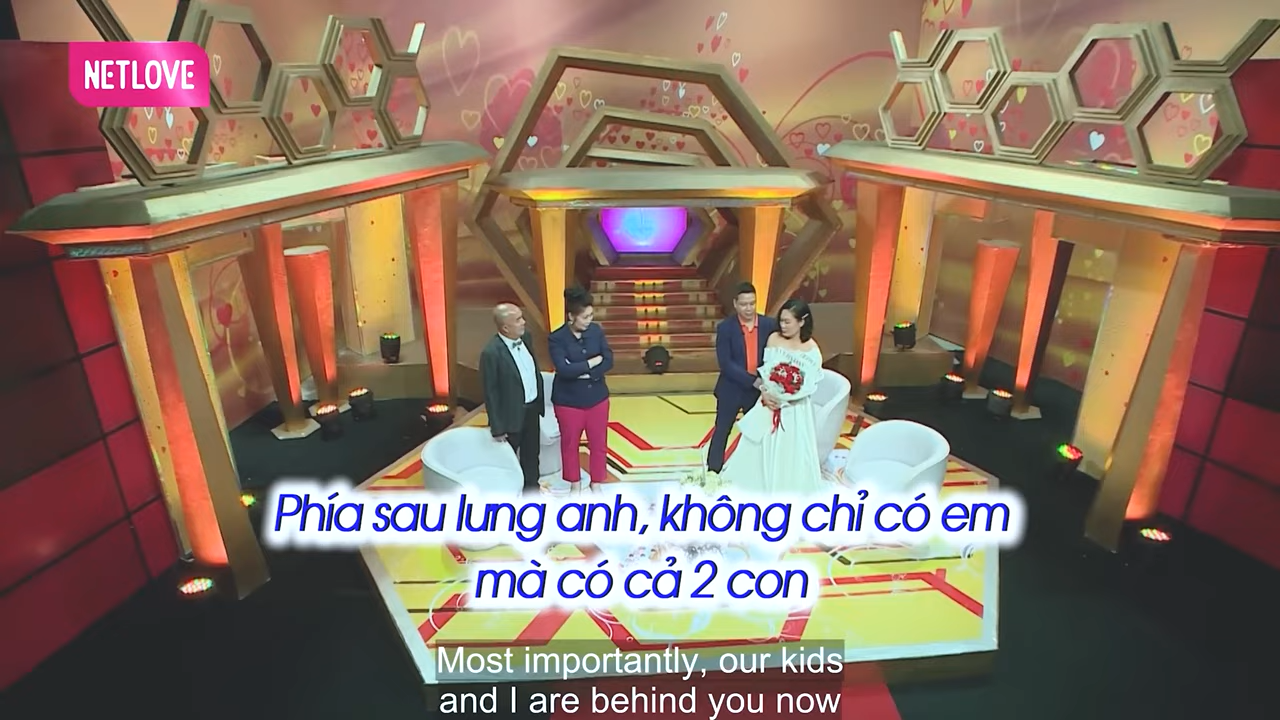 NETLOVE
Phía sau lưng anh, không chỉ có em
mà có cả 2 con
Most importantly, our kids
and I are behind you now